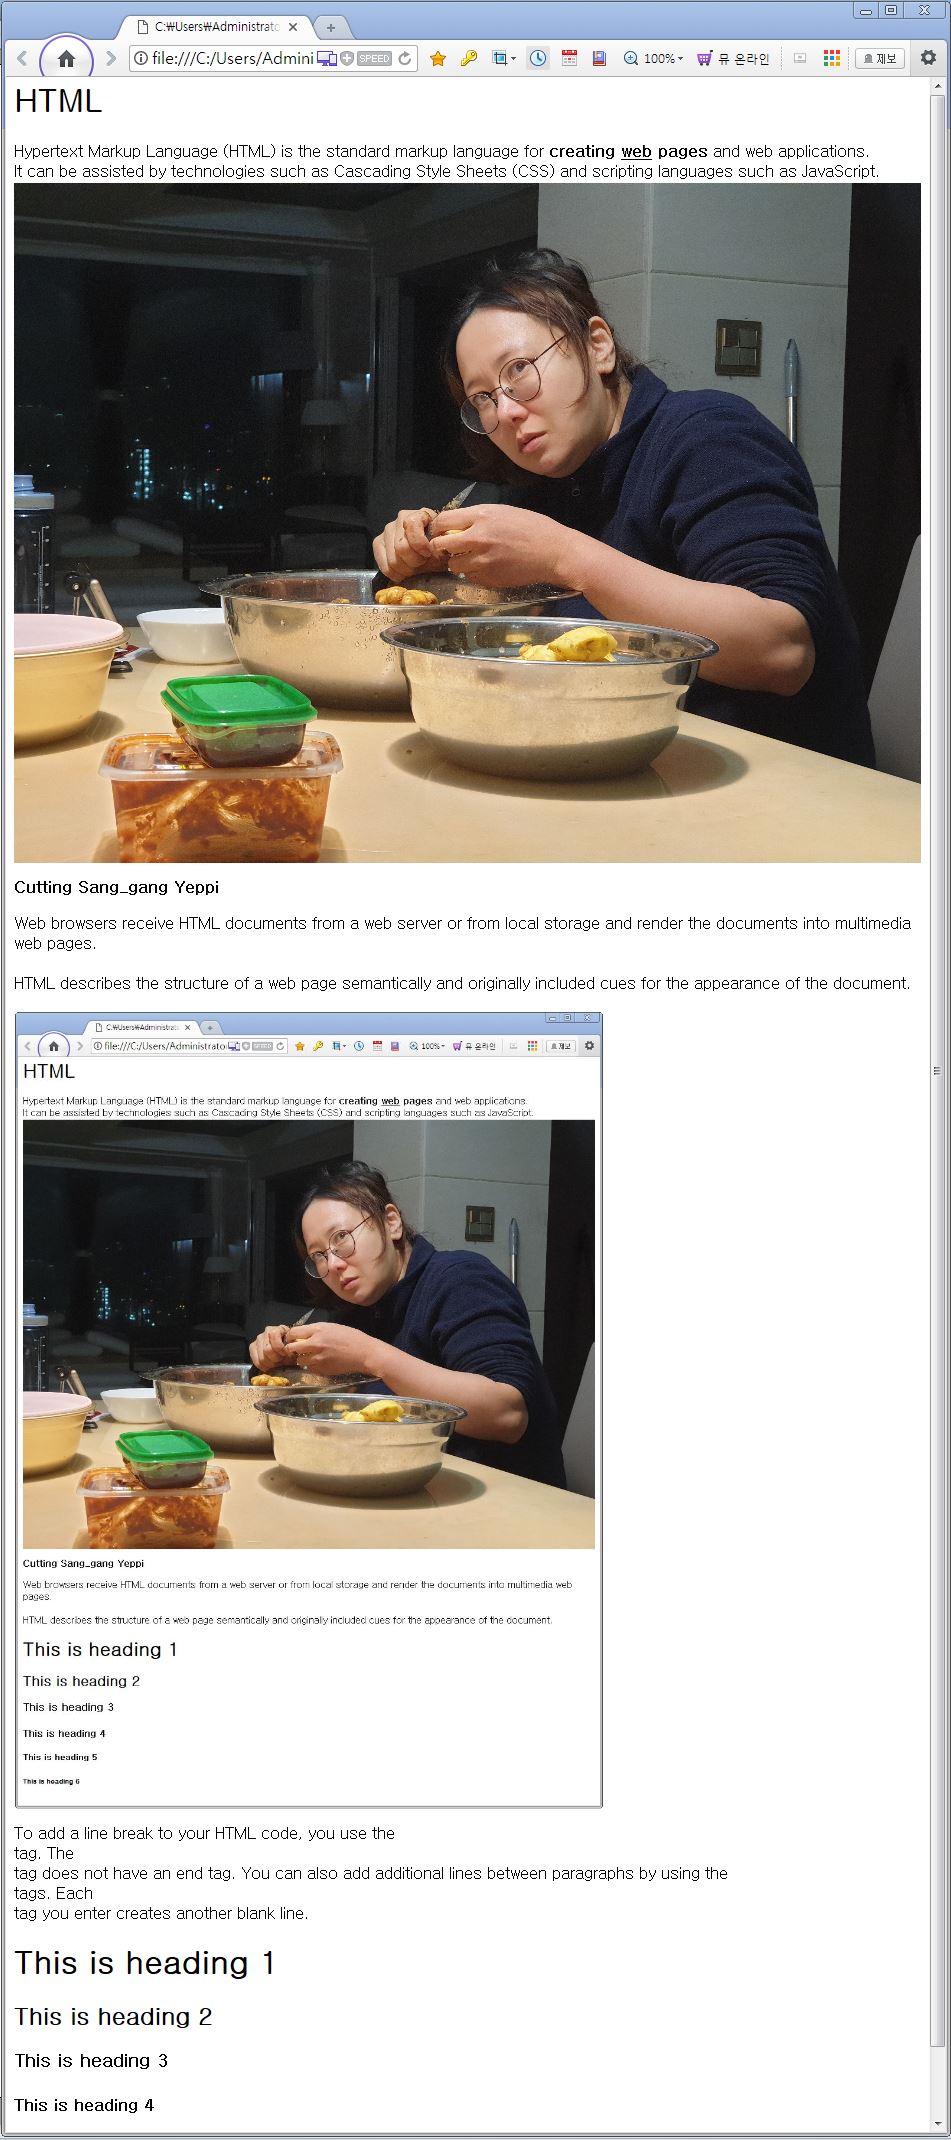 C:₩Users₩Administrato
file:///C:/Users/Admini
SPEED
100%
뮤 온라인
제보
HTML
Hypertext Markup Language (HTML) is the standard markup language for creating web pages and web applications.
It can be assisted by technologies such as Cascading Style Sheets (CSS) and scripting languages such as JavaScript.
Cutting Sang_gang Yeppi
Web browsers receive HTML documents from a web server or from local storage and render the documents into multimedia
web pages.
HTML describes the structure of a web page semantically and originally included cues for the appearance of the document.
C:₩Users₩Administrato
file:///C:/Users/Administrato
SPEED
100%
뮤 온라인
제보
HTML
Hypertext Markup Language (HTML) is the standard markup language for creating web pages and web applications.
It can be assisted by technologies such as Cascading Style Sheets (CSS) and scripting languages such as JavaScript.
Cutting Sang_gang Yeppi
Web browsers receive HTML documents from a web server or from local storage and render the documents into multimedia web
pages.
HTML describes the structure of a web page semantically and originally included cues for the appearance of the document.
This is heading 1
This is heading 2
This is heading 3
This is heading 4
This is heading 5
This is heading 6
To add a line break to your HTML code, you use the
tag. The
tag does not have an end tag. You can also add additional lines between paragraphs by using the
tags. Each
tag you enter creates another blank line.
This is heading 1
This is heading 2
This is heading 3
This is heading 4